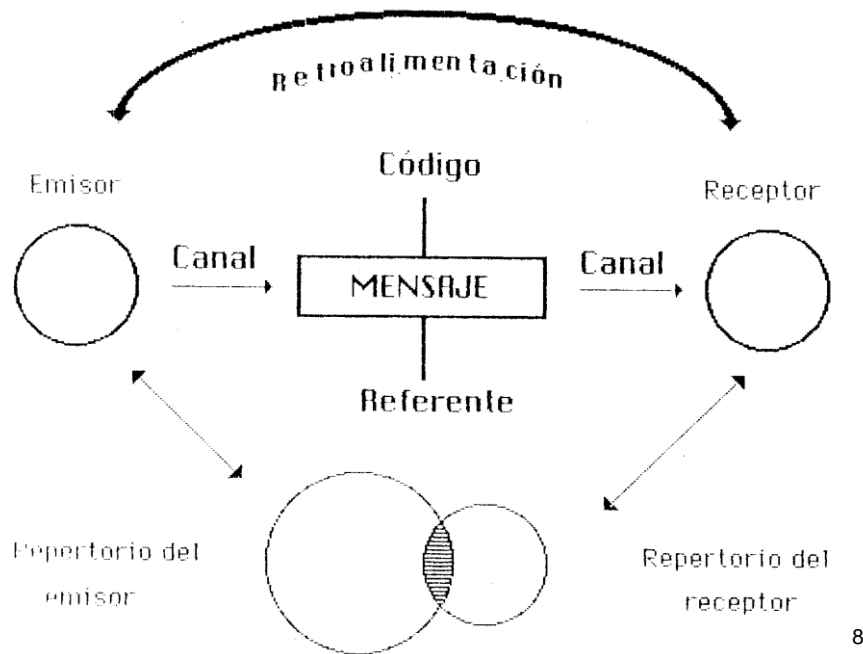 Retroalimentación
Código
Emisor
Receptor
Canal
MENSAJE
Canal
Referente
Repertorio del
emisor
Repertorio del
receptor
8